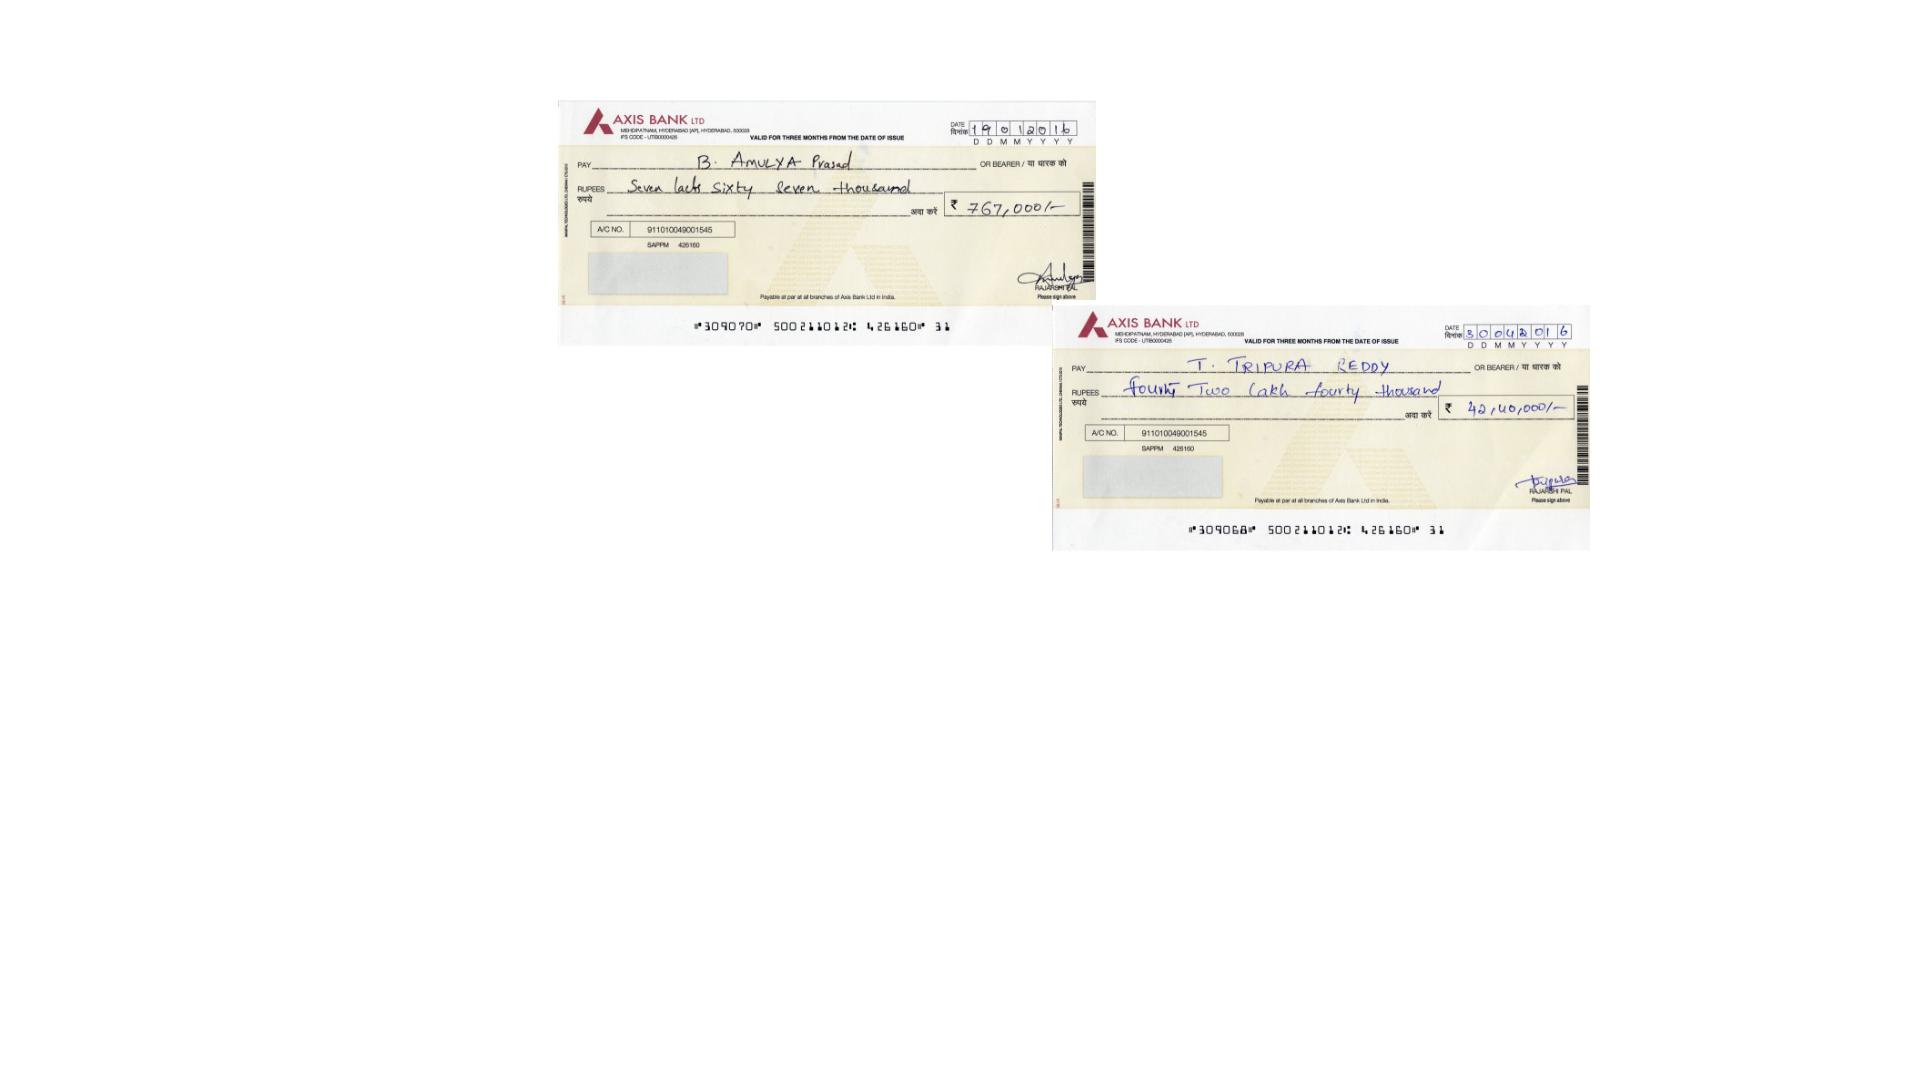 AXIS BANK LTD
MEHDIPATNAM, HYDERABAD [AP], HYDERABAD, 500028
IFS CODE - UTIB0000426
VALID FOR THREE MONTHS FROM THE DATE OF ISSUE
DATE
दिनांक 19012016
D D M M Y Y Y Y
PAY B. AMULYA Prasad OR BEARER / या धारक को
RUPEES Seven lacks sixty seven thousand
रुपये
अदा करें ₹ 767,000/-
A/C NO. 911010049001545
SAPPM 426160
RAJARSHI PAL
Please sign above
Payable at par at all branches of Axis Bank Ltd in India.
⑈309070⑈ 500211012⑆ 426160⑈ 31
AXIS BANK LTD
MEHDIPATNAM, HYDERABAD [AP], HYDERABAD, 500028
IFS CODE - UTIB0000426
VALID FOR THREE MONTHS FROM THE DATE OF ISSUE
DATE
दिनांक 30042016
D D M M Y Y Y Y
PAY T. TRIPURA REDDY OR BEARER / या धारक को
RUPEES Two Lakh fourty thousand
रुपये
अदा करें ₹ 42,40,000/-
A/C NO. 911010049001545
SAPPM 426160
RAJARSHI PAL
Please sign above
Payable at par at all branches of Axis Bank Ltd in India.
⑈309068⑈ 500211012⑆ 426160⑈ 31